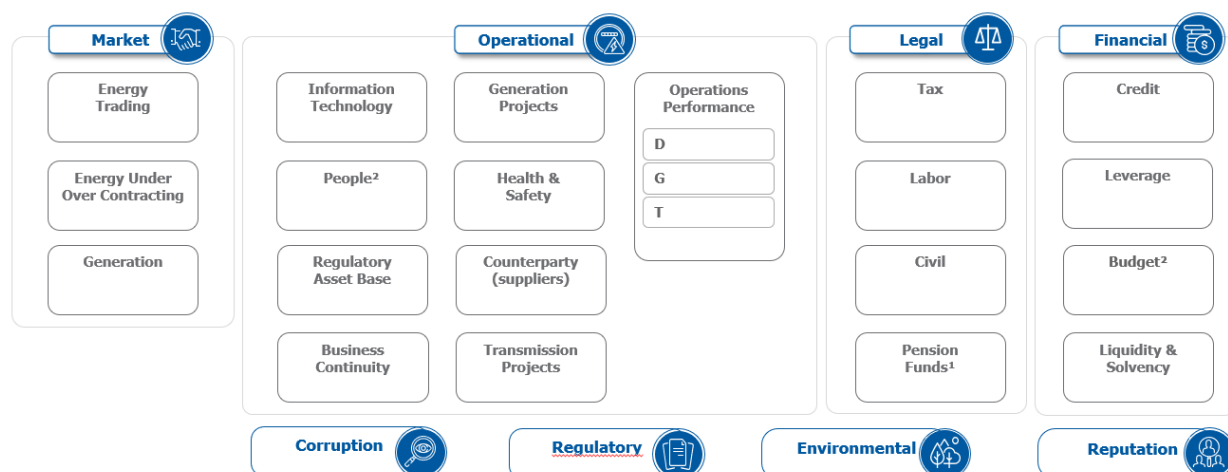 Market
Energy
Trading
Energy Under
Over Contracting
Generation
Operational
Information
Technology
People²
Regulatory
Asset Base
Business
Continuity
Generation
Projects
Health &
Safety
Counterparty
(suppliers)
Transmission
Projects
Operations
Performance
D
G
T
Legal
Tax
Labor
Civil
Pension
Funds¹
Financial
Credit
Leverage
Budget²
Liquidity &
Solvency
Corruption
Regulatory
Environmental
Reputation